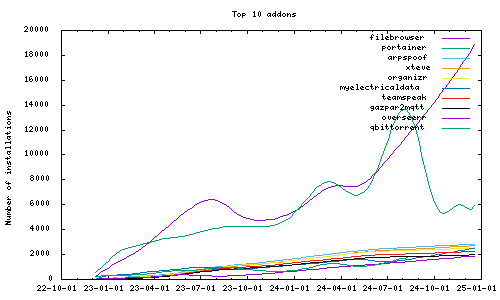 Top 10 addons
20000
18000
16000
14000
12000
10000
8000
6000
4000
2000
0
Number of installations
filebrowser
portainer
arpspoof
xteve
organizr
myelectricaldata
teamspeak
gazpar2mqtt
overseerr
qbittorrent
22-10-01 23-01-01 23-04-01 23-07-01 23-10-01 24-01-01 24-04-01 24-07-01 24-10-01 25-01-01